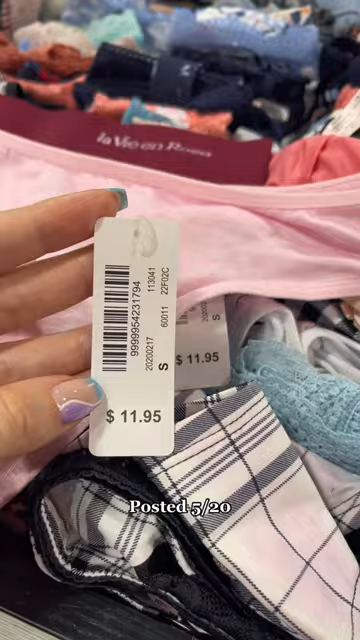 la Vie en Rose
9999954231794
113041
20200217
60011 22F02C
S
$ 11.95
S
$ 11.95
Posted 5/20